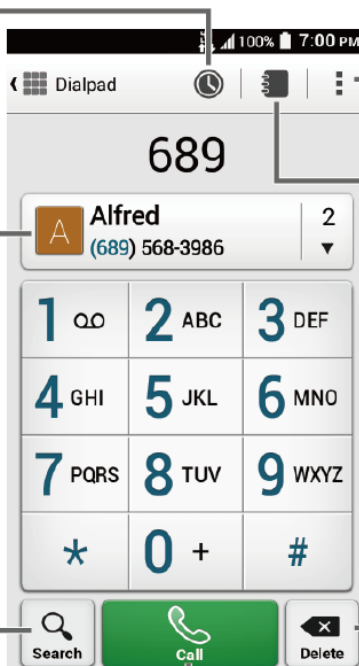 100% 7:00 PM
Dialpad
689
A Alfred 2
(689) 568-3986
1 2 ABC 3 DEF
4 GHI 5 JKL 6 MNO
7 PQRS 8 TUV 9 WXYZ
* 0 + #
Search Call Delete